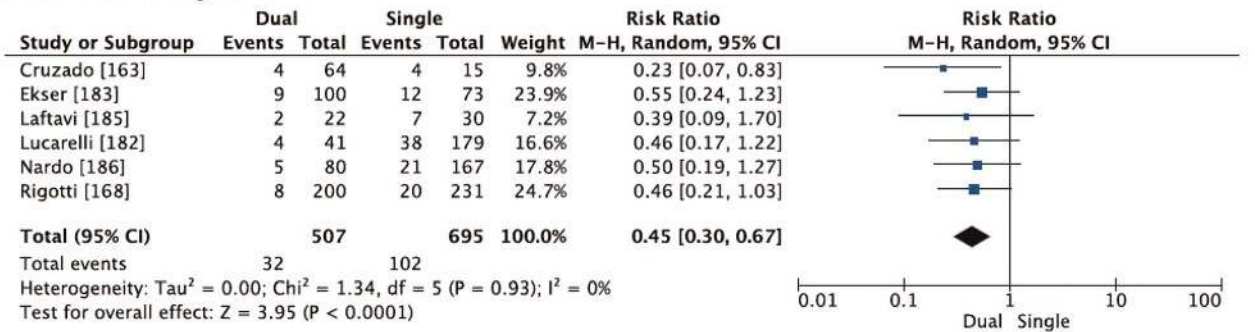 Dual Single Risk Ratio Risk Ratio
Study or Subgroup Events Total Events Total Weight M-H, Random, 95% CI M-H, Random, 95% CI
Cruzado [163] 4 64 4 15 9.8% 0.23 [0.07, 0.83]
Ekser [183] 9 100 12 73 23.9% 0.55 [0.24, 1.23]
Laftavi [185] 2 22 7 30 7.2% 0.39 [0.09, 1.70]
Lucarelli [182] 4 41 38 179 16.6% 0.46 [0.17, 1.22]
Nardo [186] 5 80 21 167 17.8% 0.50 [0.19, 1.27]
Rigotti [168] 8 200 20 231 24.7% 0.46 [0.21, 1.03]
Total (95% CI) 507 695 100.0% 0.45 [0.30, 0.67]
Total events 32 102
Heterogeneity: Tau² = 0.00; Chi² = 1.34, df = 5 (P = 0.93); I² = 0%
Test for overall effect: Z = 3.95 (P < 0.0001)
0.01 0.1 1 10 100
Dual Single